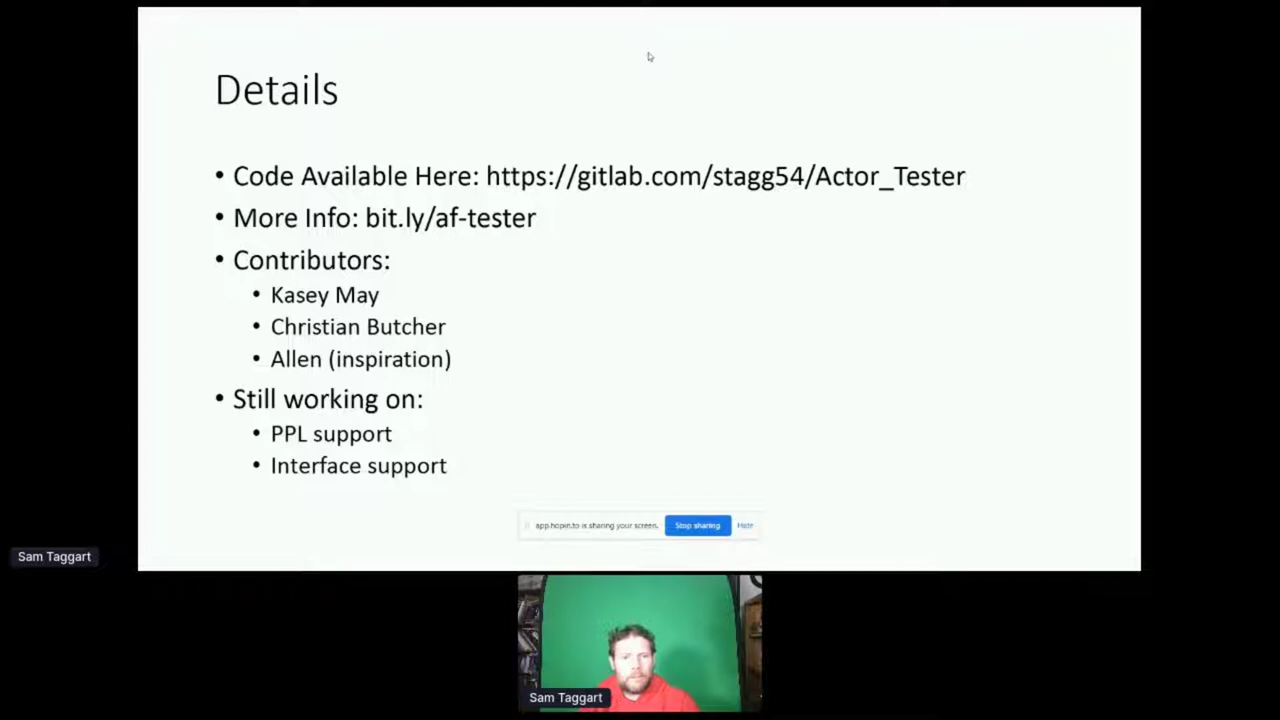 Details
• Code Available Here: https://gitlab.com/stagg54/Actor_Tester
• More Info: bit.ly/af-tester
• Contributors:
• Kasey May
• Christian Butcher
• Allen (inspiration)
• Still working on:
• PPL support
• Interface support
app.hopin.to is sharing your screen. Stop sharing Hide
Sam Taggart
Sam Taggart